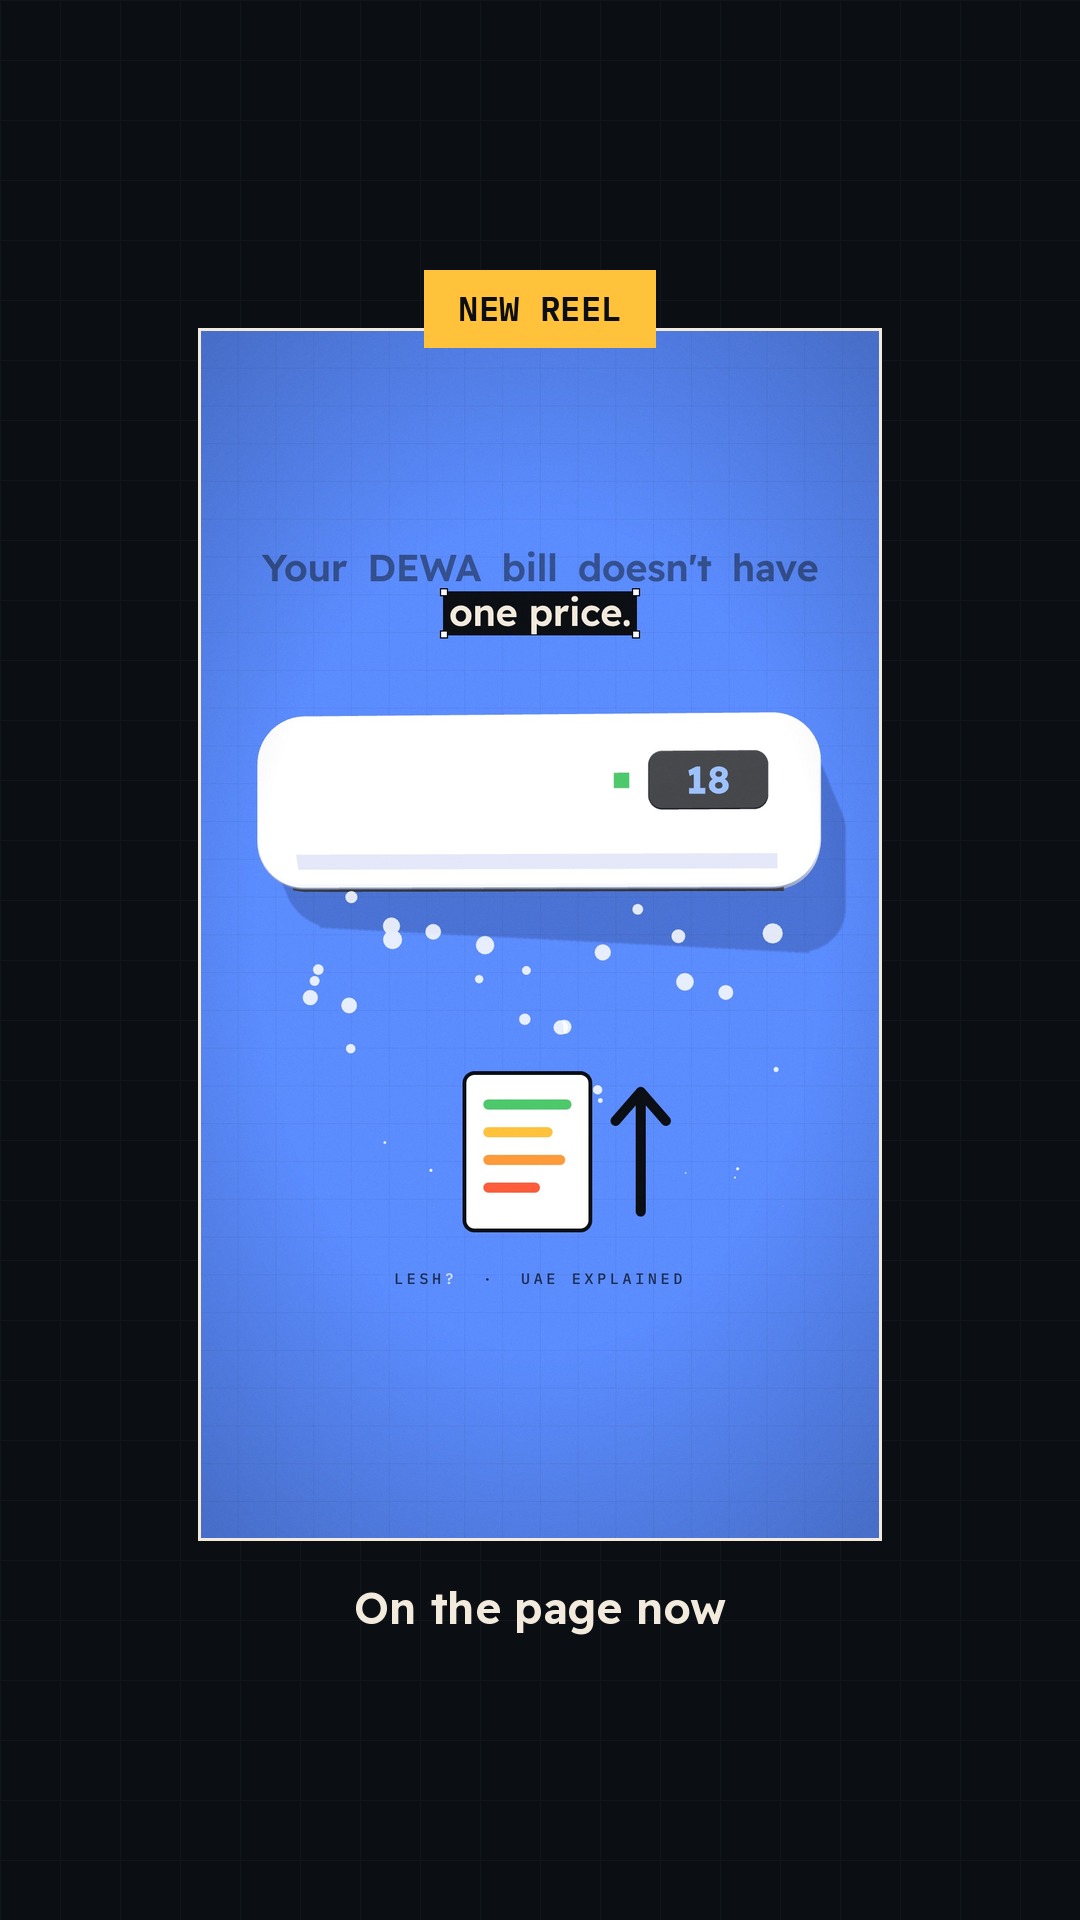 NEW REEL
Your DEWA bill doesn't have
one price.
18
LESH? · UAE EXPLAINED
On the page now